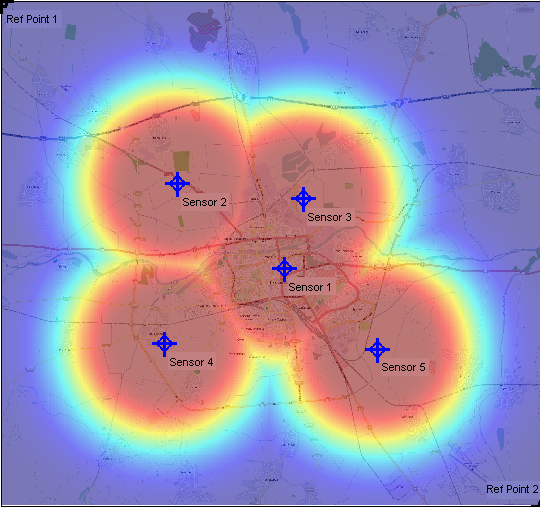 Ref Point 1
Sensor 2
Sensor 3
Sensor 1
Sensor 4
Sensor 5
Ref Point 2